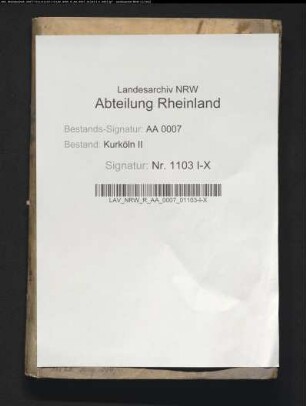 Landesarchiv NRW
Abteilung Rheinland
Bestands-Signatur: AA 0007
Bestand: Kurköln II
Signatur: Nr. 1103 I-X
LAV_NRW_R_AA_0007_01103-I-X